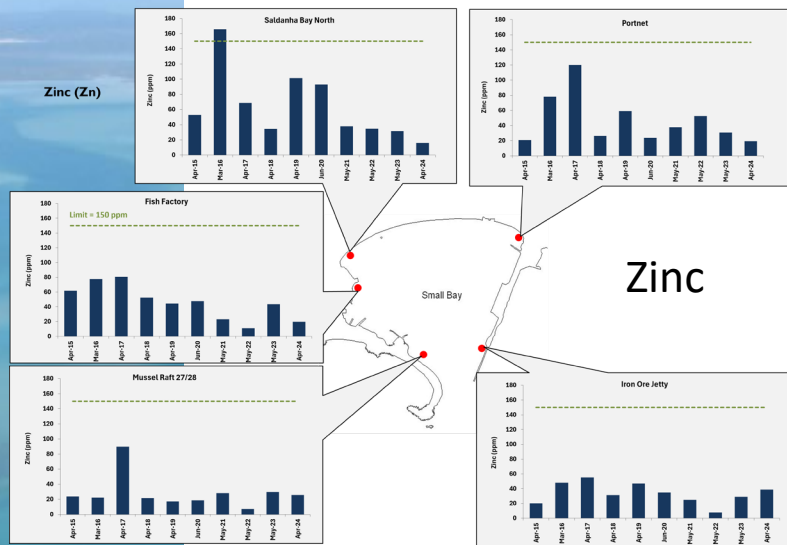 Zinc (Zn)
Saldanha Bay North
Zinc (ppm)
180
160
140
120
100
80
60
40
20
0
Apr-15
Mar-16
Apr-17
Apr-18
Apr-19
Jun-20
May-21
May-22
May-23
Apr-24
Portnet
Zinc (ppm)
180
160
140
120
100
80
60
40
20
0
Apr-15
Mar-16
Apr-17
Apr-18
Apr-19
Jun-20
May-21
May-22
May-23
Apr-24
Fish Factory
Limit = 150 ppm
Zinc (ppm)
180
160
140
120
100
80
60
40
20
0
Apr-15
Mar-16
Apr-17
Apr-18
Apr-19
Jun-20
May-21
May-22
May-23
Apr-24
Small Bay
Zinc
Mussel Raft 27/28
Zinc (ppm)
180
160
140
120
100
80
60
40
20
0
Apr-15
Mar-16
Apr-17
Apr-18
Apr-19
Jun-20
May-21
May-22
May-23
Apr-24
Iron Ore Jetty
Zinc (ppm)
180
160
140
120
100
80
60
40
20
0
Apr-15
Mar-16
Apr-17
Apr-18
Apr-19
Jun-20
May-21
May-22
May-23
Apr-24